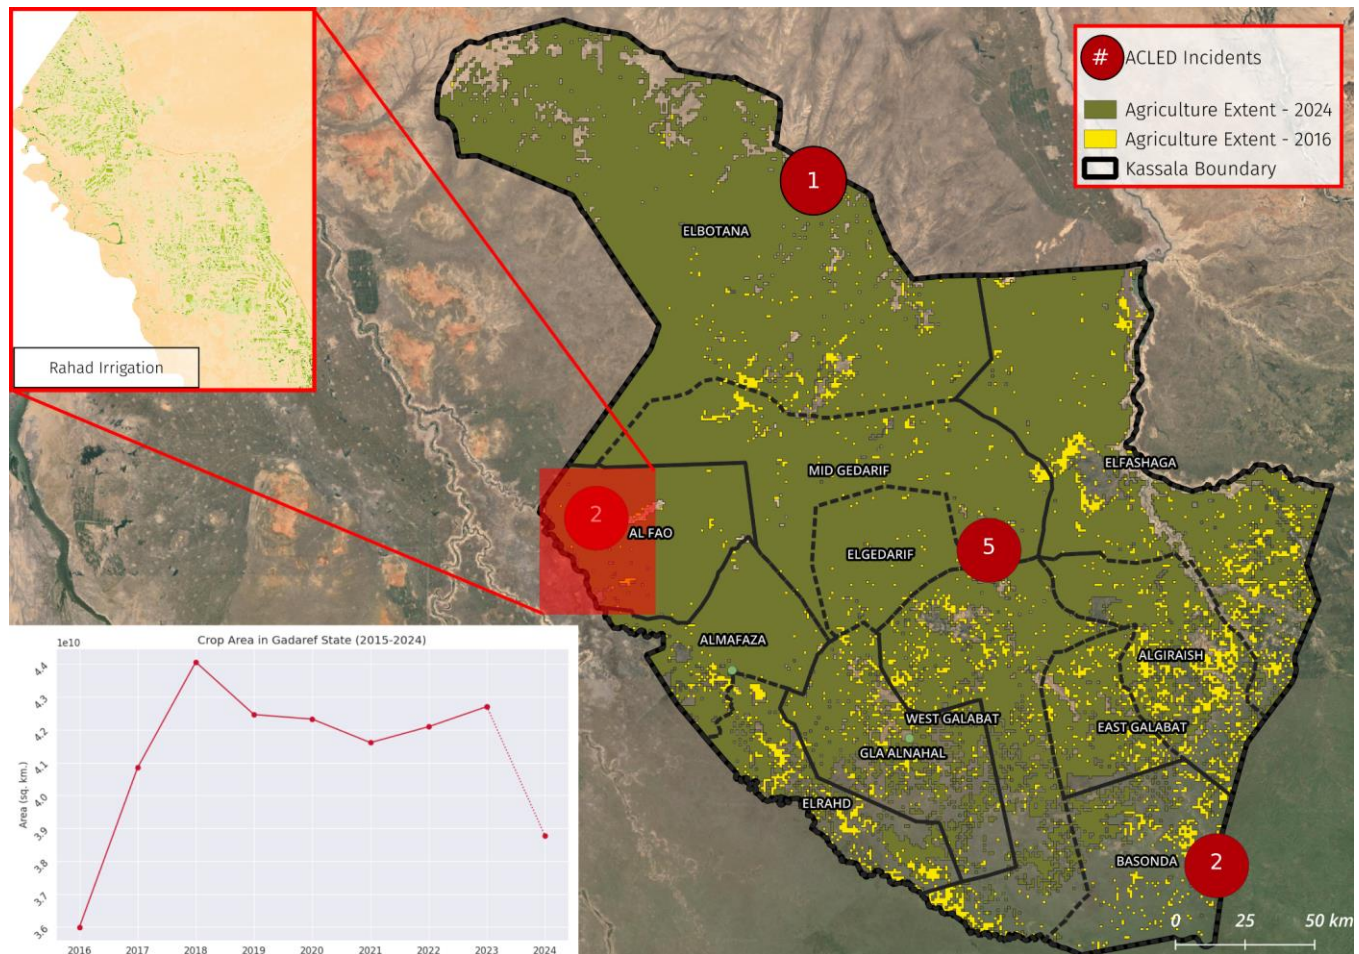 # ACLED Incidents
Agriculture Extent - 2024
Agriculture Extent - 2016
Kassala Boundary
Rahad Irrigation
1
ELBOTANA
MID GEDARIF
ELFASHAGA
2
AL FAO
ELGEDARIF
5
ALMAFAZA
ALGIRAISH
WEST GALABAT
EAST GALABAT
GLA ALNAHAL
ELRAHD
BASONDA
2
0 25 50 km
Crop Area in Gadaref State (2015-2024)
1e10
Area (sq. km.)
4.4
4.3
4.2
4.1
4.0
3.9
3.8
3.7
3.6
2016 2017 2018 2019 2020 2021 2022 2023 2024